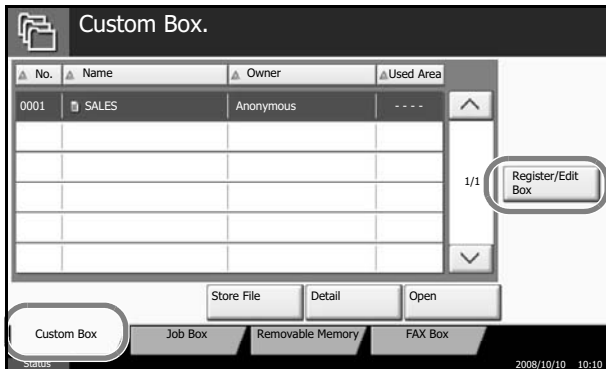 Custom Box.
No. Name Owner Used Area
0001 SALES Anonymous - - - -
1/1
Register/Edit
Box
Store File Detail Open
Custom Box Job Box Removable Memory FAX Box
Status 2008/10/10 10:10